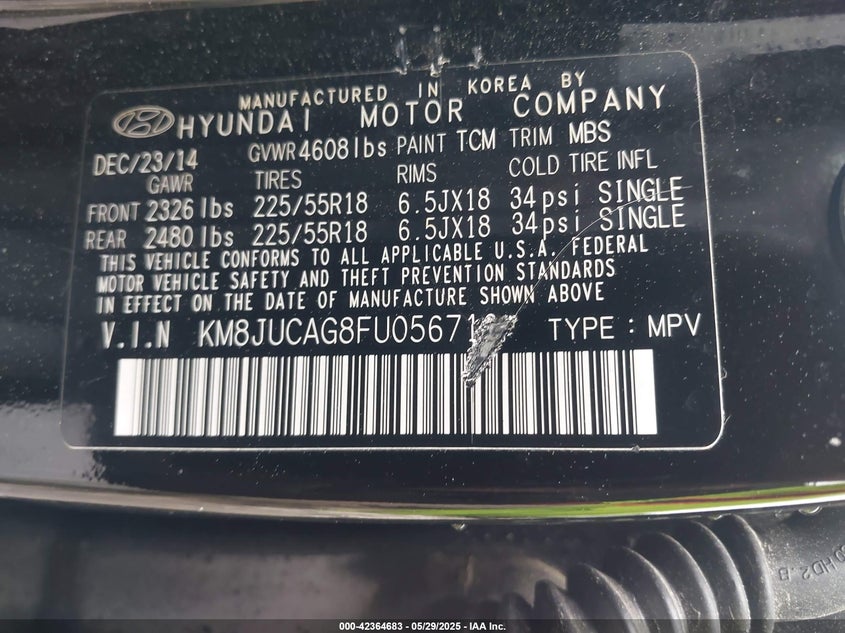 MANUFACTURED IN KOREA BY
HYUNDAI MOTOR COMPANY
DEC/23/14 GVWR 4608lbs PAINT TCM TRIM MBS
GAWR TIRES RIMS COLD TIRE INFL
FRONT 2326 lbs 225/55R18 6.5JX18 34psi SINGLE
REAR 2480 lbs 225/55R18 6.5JX18 34psi SINGLE
THIS VEHICLE CONFORMS TO ALL APPLICABLE U.S.A. FEDERAL
MOTOR VEHICLE SAFETY AND THEFT PREVENTION STANDARDS
IN EFFECT ON THE DATE OF MANUFACTURE SHOWN ABOVE
V.I.N TYPE : MPV
000-42364683 / 05/29/2025 — IAA Inc.